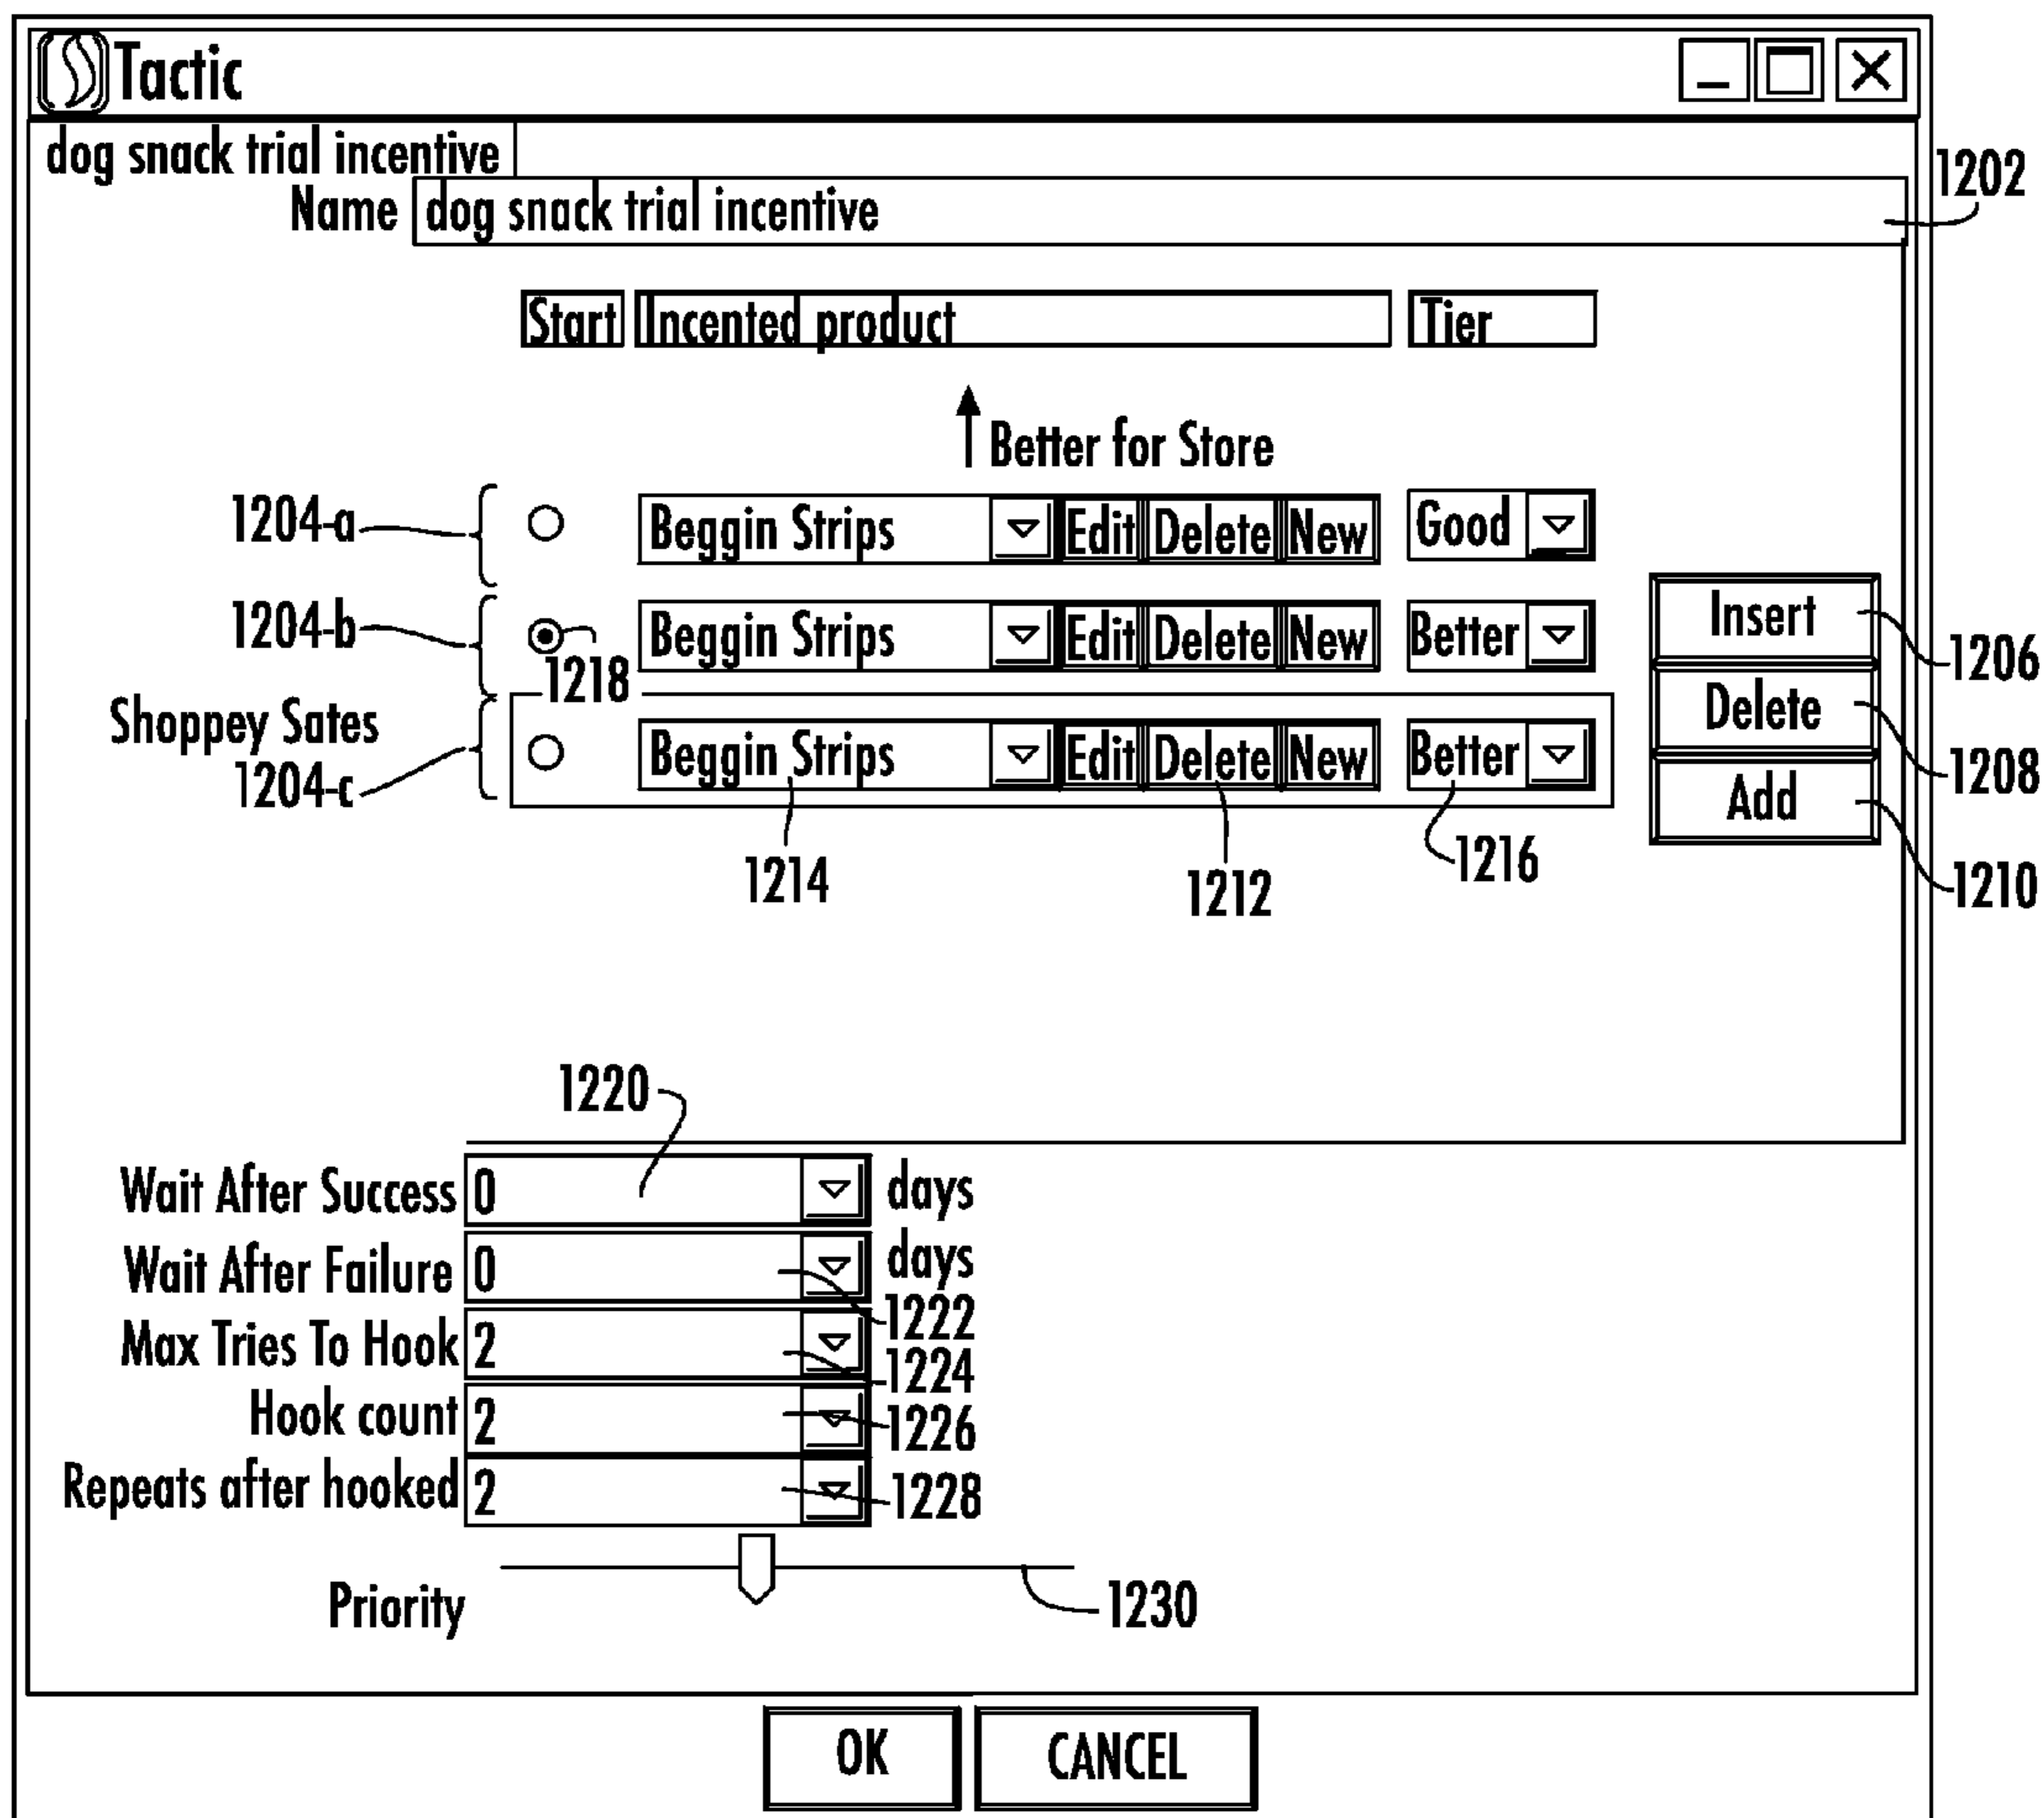 Tactic
dog snack trial incentive
1202
Name dog snack trial incentive
Start Incented product Tier
Better for Store
1204-a Beggin Strips Edit Delete New Good
1204-b Beggin Strips Edit Delete New Better Insert
1218 1206
Shoppey Sates Delete
1204-c Beggin Strips Edit Delete New Better 1208
Add
1214 1212 1216 1210
1220
Wait After Success 0 days
Wait After Failure 0 days
1222
Max Tries To Hook 2
1224
Hook count 2 1226
Repeats after hooked 2 1228
Priority 1230
OK CANCEL